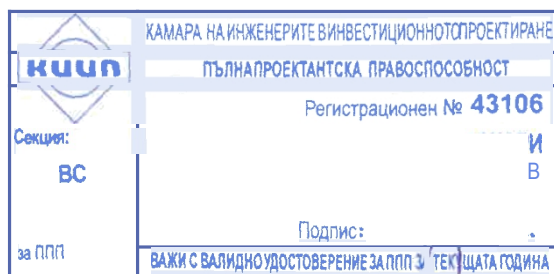 КАМАРА НА ИНЖЕНЕРИТЕ В ИНВЕСТИЦИОННОТО ПРОЕКТИРАНЕ
КИИП
ПЪЛНА ПРОЕКТАНТСКА ПРАВОСПОСОБНОСТ
Регистрационен № 43106
Секция:
ВС
И
В
Подпис:
за ППП
ВАЖИ С ВАЛИДНО УДОСТОВЕРЕНИЕ ЗА ППП ЗА ТЕКУЩАТА ГОДИНА